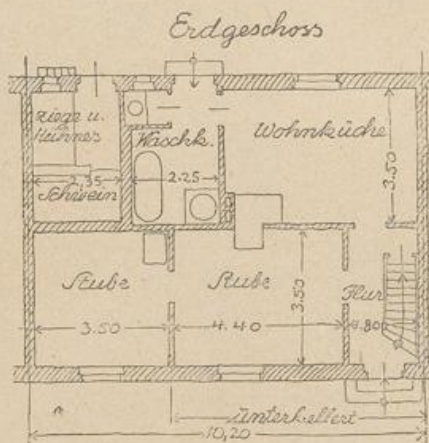 Erdgeschoss
Ziege u.
Hühner
Waschk.
Wohnküche
2.35
2.25
3.50
Schwein
Stube
Stube
Flur
3.50
4.40
3.50
1.80
unterkellert
10,20